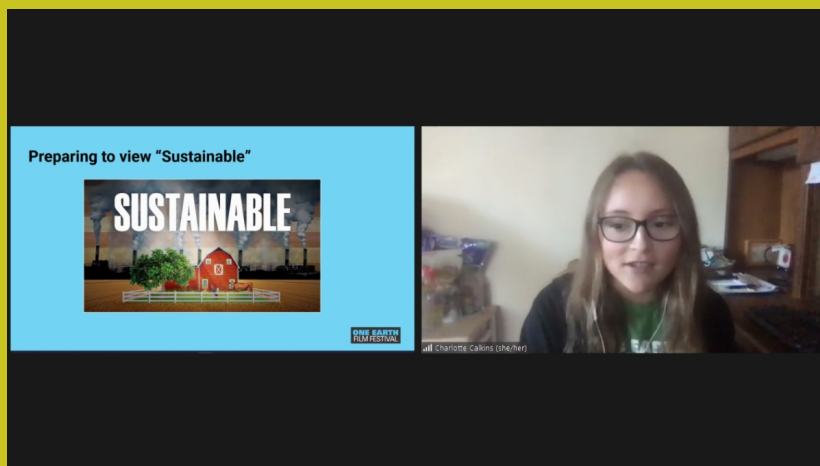 Preparing to view “Sustainable”
SUSTAINABLE
ONE EARTH
FILM FESTIVAL
Charlotte Calkins (she/her)